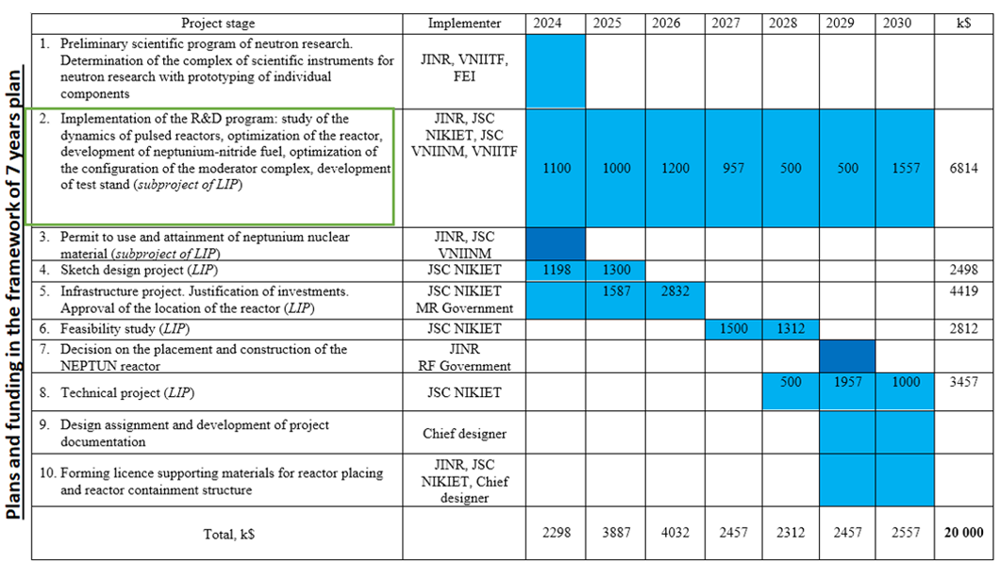 Plans and funding in the framework of 7 years plan
Project stage Implementer 2024 2025 2026 2027 2028 2029 2030 k$
1. Preliminary scientific program of neutron research.
Determination of the complex of scientific instruments for
neutron research with prototyping of individual
components
JINR, VNIITF,
FEI
2. Implementation of the R&D program: study of the
dynamics of pulsed reactors, optimization of the reactor,
development of neptunium-nitride fuel, optimization of
the configuration of the moderator complex, development
of test stand (subproject of LIP)
JINR, JSC
NIKIET, JSC
VNIINM, VNIITF
1100 1000 1200 957 500 500 1557 6814
3. Permit to use and attainment of neptunium nuclear
material (subproject of LIP)
JINR, JSC
VNIINM
4. Sketch design project (LIP) JSC NIKIET 1198 1300 2498
5. Infrastructure project. Justification of investments.
Approval of the location of the reactor (LIP)
JSC NIKIET
MR Government
1587 2832 4419
6. Feasibility study (LIP) JSC NIKIET 1500 1312 2812
7. Decision on the placement and construction of the
NEPTUN reactor
JINR
RF Government
8. Technical project (LIP) JSC NIKIET 500 1957 1000 3457
9. Design assignment and development of project
documentation
Chief designer
10. Forming licence supporting materials for reactor placing
and reactor containment structure
JINR, JSC
NIKIET, Chief
designer
Total, k$ 2298 3887 4032 2457 2312 2457 2557 20 000